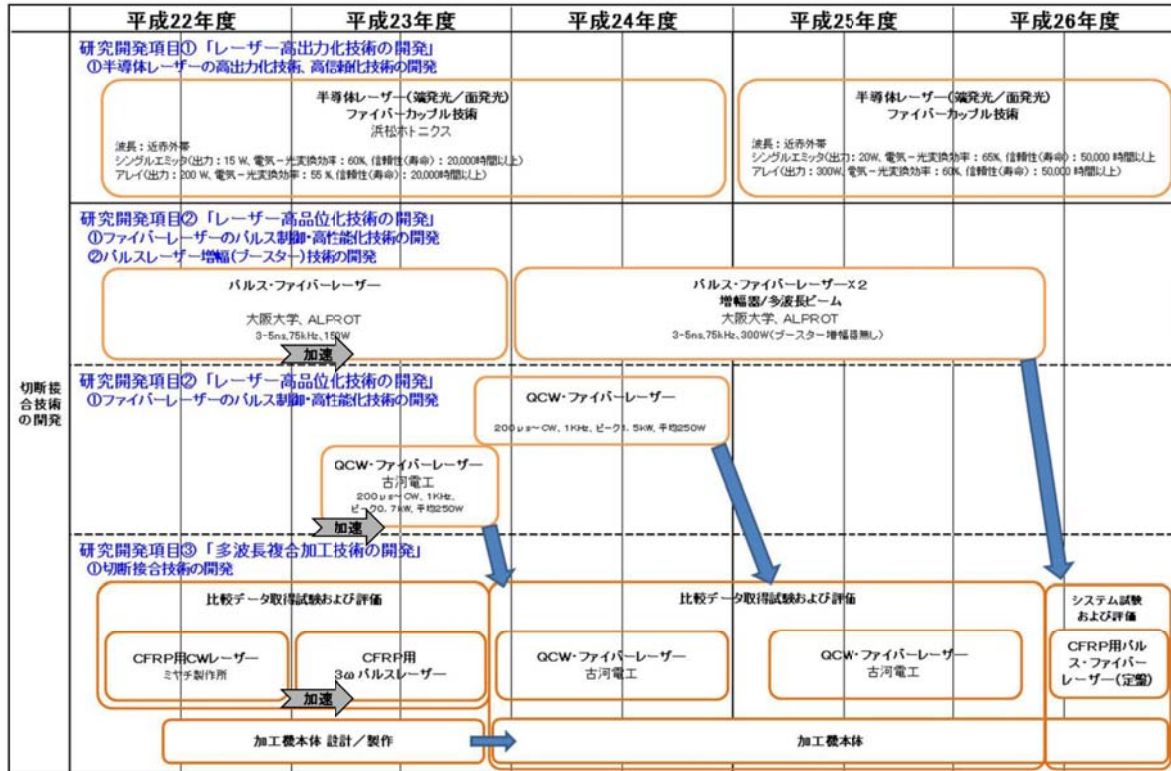 平成22年度 平成23年度 平成24年度 平成25年度 平成26年度
切断接
合技術
の開発
研究開発項目①「レーザー高出力化技術の開発」
①半導体レーザーの高出力化技術、高信頼化技術の開発
半導体レーザー(端発光／面発光)
ファイバーカップル技術
浜松ホトニクス
波長：近赤外帯
シングルエミッタ(出力：15 W、電気－光変換効率：60%、信頼性(寿命)：20,000時間以上)
アレイ(出力：200 W、電気－光変換効率：55 %、信頼性(寿命)：20,000時間以上)
半導体レーザー(端発光／面発光)
ファイバーカップル技術
波長：近赤外帯
シングルエミッタ(出力：20W、電気－光変換効率：65%、信頼性(寿命)：50,000 時間以上
アレイ(出力：300W、電気－光変換効率：60%、信頼性(寿命)：50,000 時間以上)
研究開発項目②「レーザー高品位化技術の開発」
①ファイバーレーザーのパルス制御・高性能化技術の開発
②パルスレーザー増幅(ブースター)技術の開発
パルス・ファイバーレーザー
大阪大学、ALPROT
3-5ns,75kHz,150W
加速
パルス・ファイバーレーザー×2
増幅器/多波長ビーム
大阪大学、ALPROT
3-5ns,75kHz,300W(ブースター増幅器無し)
研究開発項目②「レーザー高品位化技術の開発」
①ファイバーレーザーのパルス制御・高性能化技術の開発
QCW・ファイバーレーザー
200μs～CW、1KHz、ピーク1.5kW、平均250W
QCW・ファイバーレーザー
古河電工
200μs～CW、1KHz、
ピーク0.7kW、平均250W
加速
研究開発項目③「多波長複合加工技術の開発」
①切断接合技術の開発
比較データ取得試験および評価
CFRP用CWレーザー
ミヤチ製作所
CFRP用
3ωパルスレーザー
加速
比較データ取得試験および評価
QCW・ファイバーレーザー
古河電工
QCW・ファイバーレーザー
古河電工
システム試験
および評価
CFRP用パル
ス・ファイバー
レーザー(定盤)
加工機本体 設計／製作
加工機本体